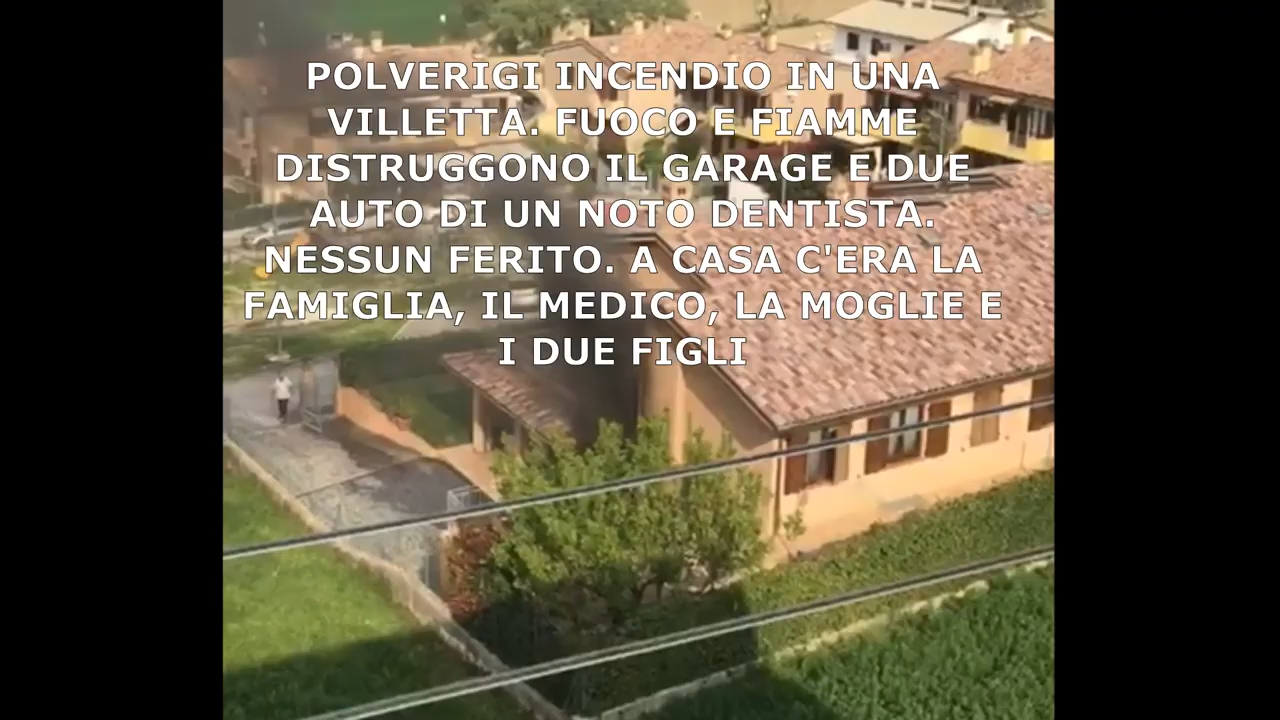 POLVERIGI INCENDIO IN UNA
VILLETTA. FUOCO E FIAMME
DISTRUGGONO IL GARAGE E DUE
AUTO DI UN NOTO DENTISTA.
NESSUN FERITO. A CASA C'ERA LA
FAMIGLIA, IL MEDICO, LA MOGLIE E
I DUE FIGLI